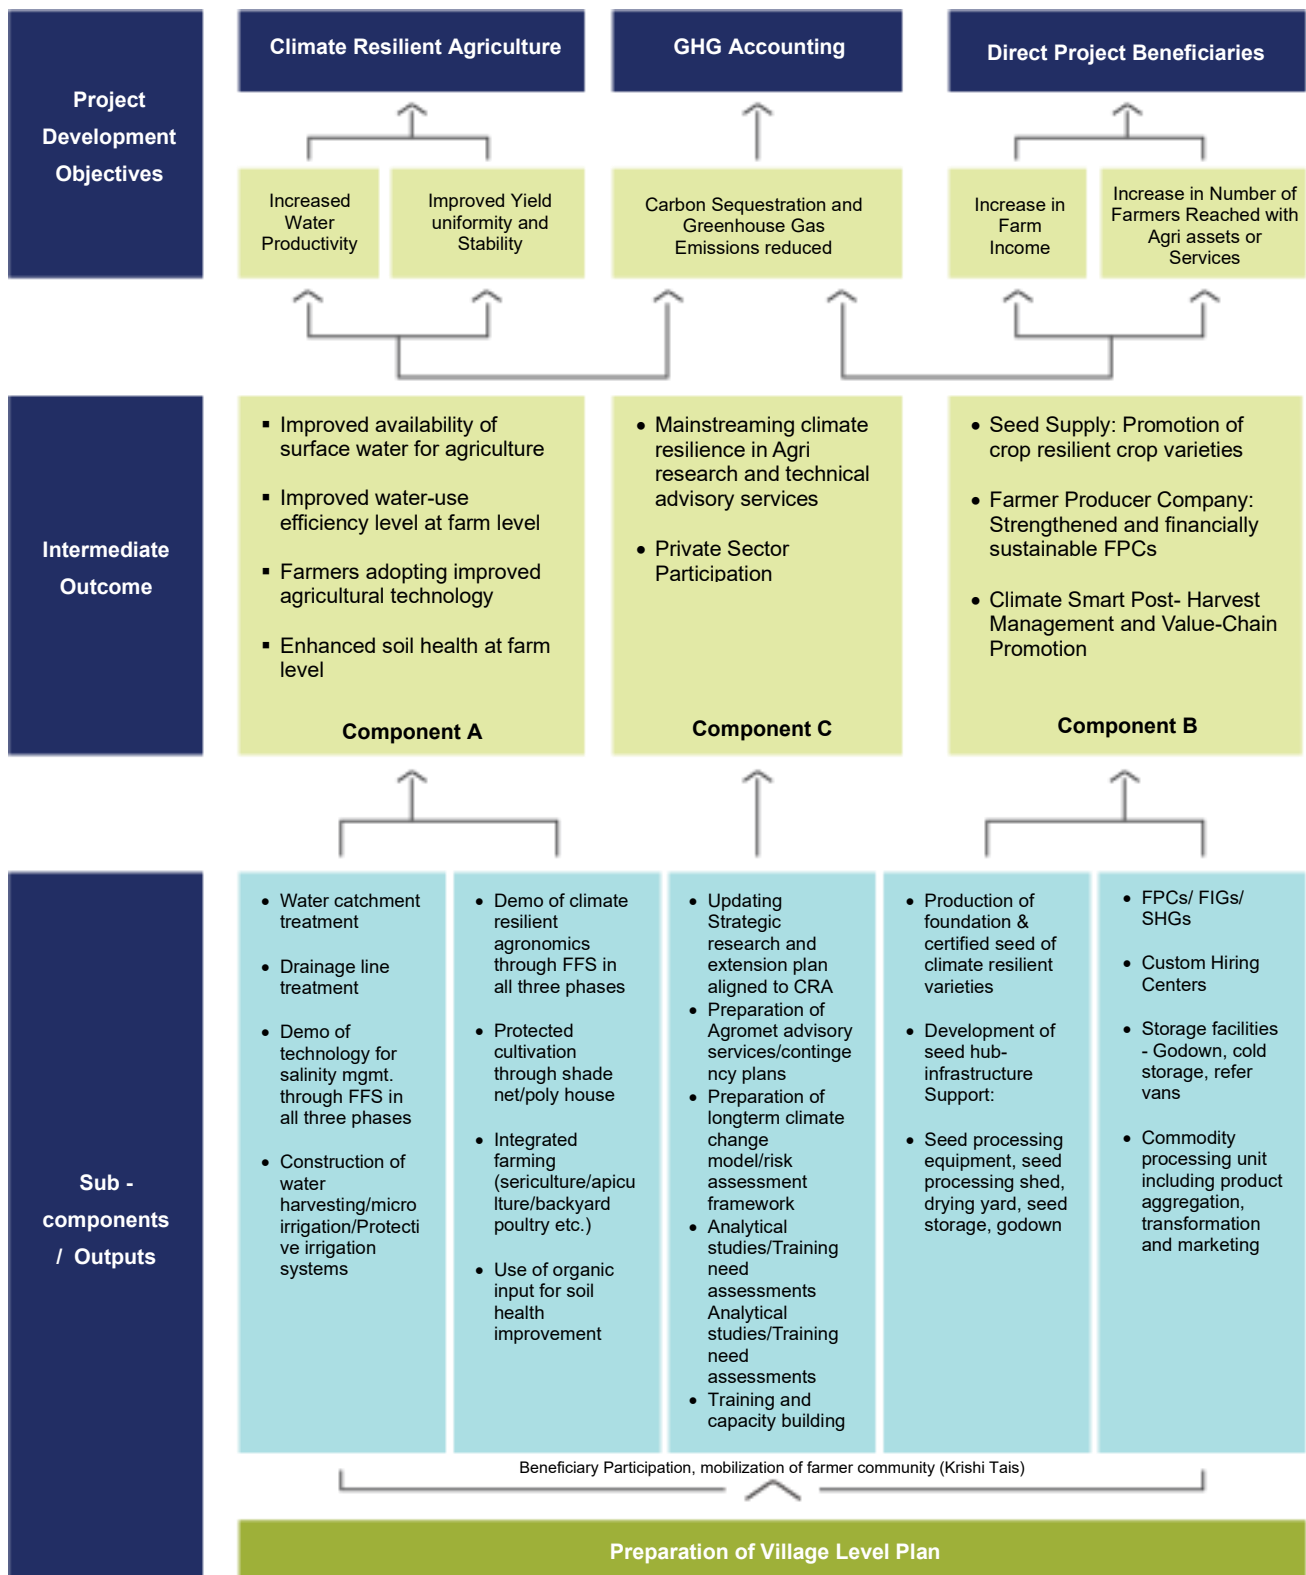 Project
Development
Objectives
Climate Resilient Agriculture
GHG Accounting
Direct Project Beneficiaries
Increased
Water
Productivity
Improved Yield
uniformity and
Stability
Carbon Sequestration and
Greenhouse Gas
Emissions reduced
Increase in
Farm
Income
Increase in Number of
Farmers Reached with
Agri assets or
Services
Intermediate
Outcome
▪ Improved availability of
surface water for agriculture
▪ Improved water-use
efficiency level at farm level
▪ Farmers adopting improved
agricultural technology
▪ Enhanced soil health at farm
level
Component A
• Mainstreaming climate
resilience in Agri
research and technical
advisory services
• Private Sector
Participation
Component C
• Seed Supply: Promotion of
crop resilient crop varieties
• Farmer Producer Company:
Strengthened and financially
sustainable FPCs
• Climate Smart Post- Harvest
Management and Value-Chain
Promotion
Component B
Sub -
components
/ Outputs
• Water catchment
treatment
• Drainage line
treatment
• Demo of
technology for
salinity mgmt.
through FFS in
all three phases
• Construction of
water
harvesting/micro
irrigation/Protecti
ve irrigation
systems
• Demo of climate
resilient
agronomics
through FFS in
all three phases
• Protected
cultivation
through shade
net/poly house
• Integrated
farming
(sericulture/apicu
lture/backyard
poultry etc.)
• Use of organic
input for soil
health
improvement
• Updating
Strategic
research and
extension plan
aligned to CRA
• Preparation of
Agromet advisory
services/continge
ncy plans
• Preparation of
longterm climate
change
model/risk
assessment
framework
• Analytical
studies/Training
need
assessments
Analytical
studies/Training
need
assessments
• Training and
capacity building
• Production of
foundation &
certified seed of
climate resilient
varieties
• Development of
seed hub-
infrastructure
Support:
• Seed processing
equipment, seed
processing shed,
drying yard, seed
storage, godown
• FPCs/ FIGs/
SHGs
• Custom Hiring
Centers
• Storage facilities
- Godown, cold
storage, refer
vans
• Commodity
processing unit
including product
aggregation,
transformation
and marketing
Beneficiary Participation, mobilization of farmer community (Krishi Tais)
Preparation of Village Level Plan